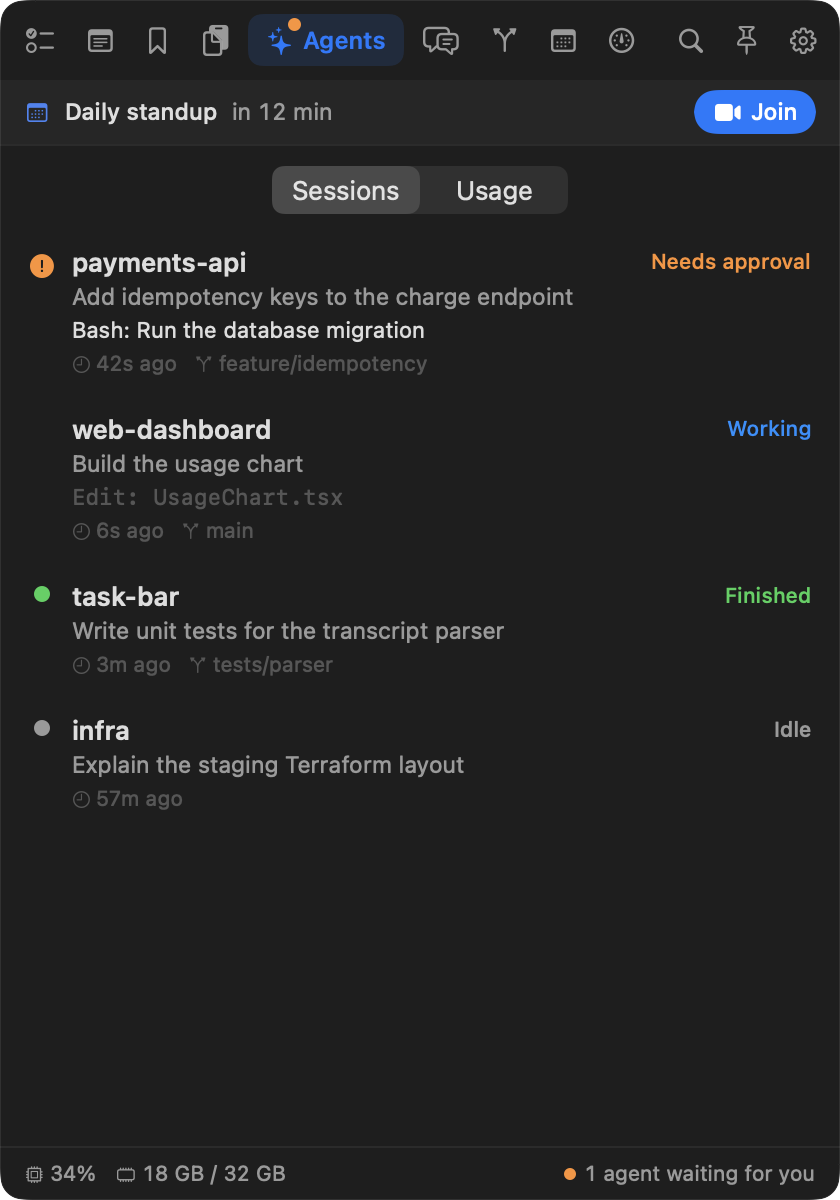 Agents
Daily standup in 12 min
Join
Sessions Usage
payments-api Needs approval
Add idempotency keys to the charge endpoint
Bash: Run the database migration
42s ago feature/idempotency
web-dashboard Working
Build the usage chart
Edit: UsageChart.tsx
6s ago main
task-bar Finished
Write unit tests for the transcript parser
3m ago tests/parser
infra Idle
Explain the staging Terraform layout
57m ago
34% 18 GB / 32 GB 1 agent waiting for you